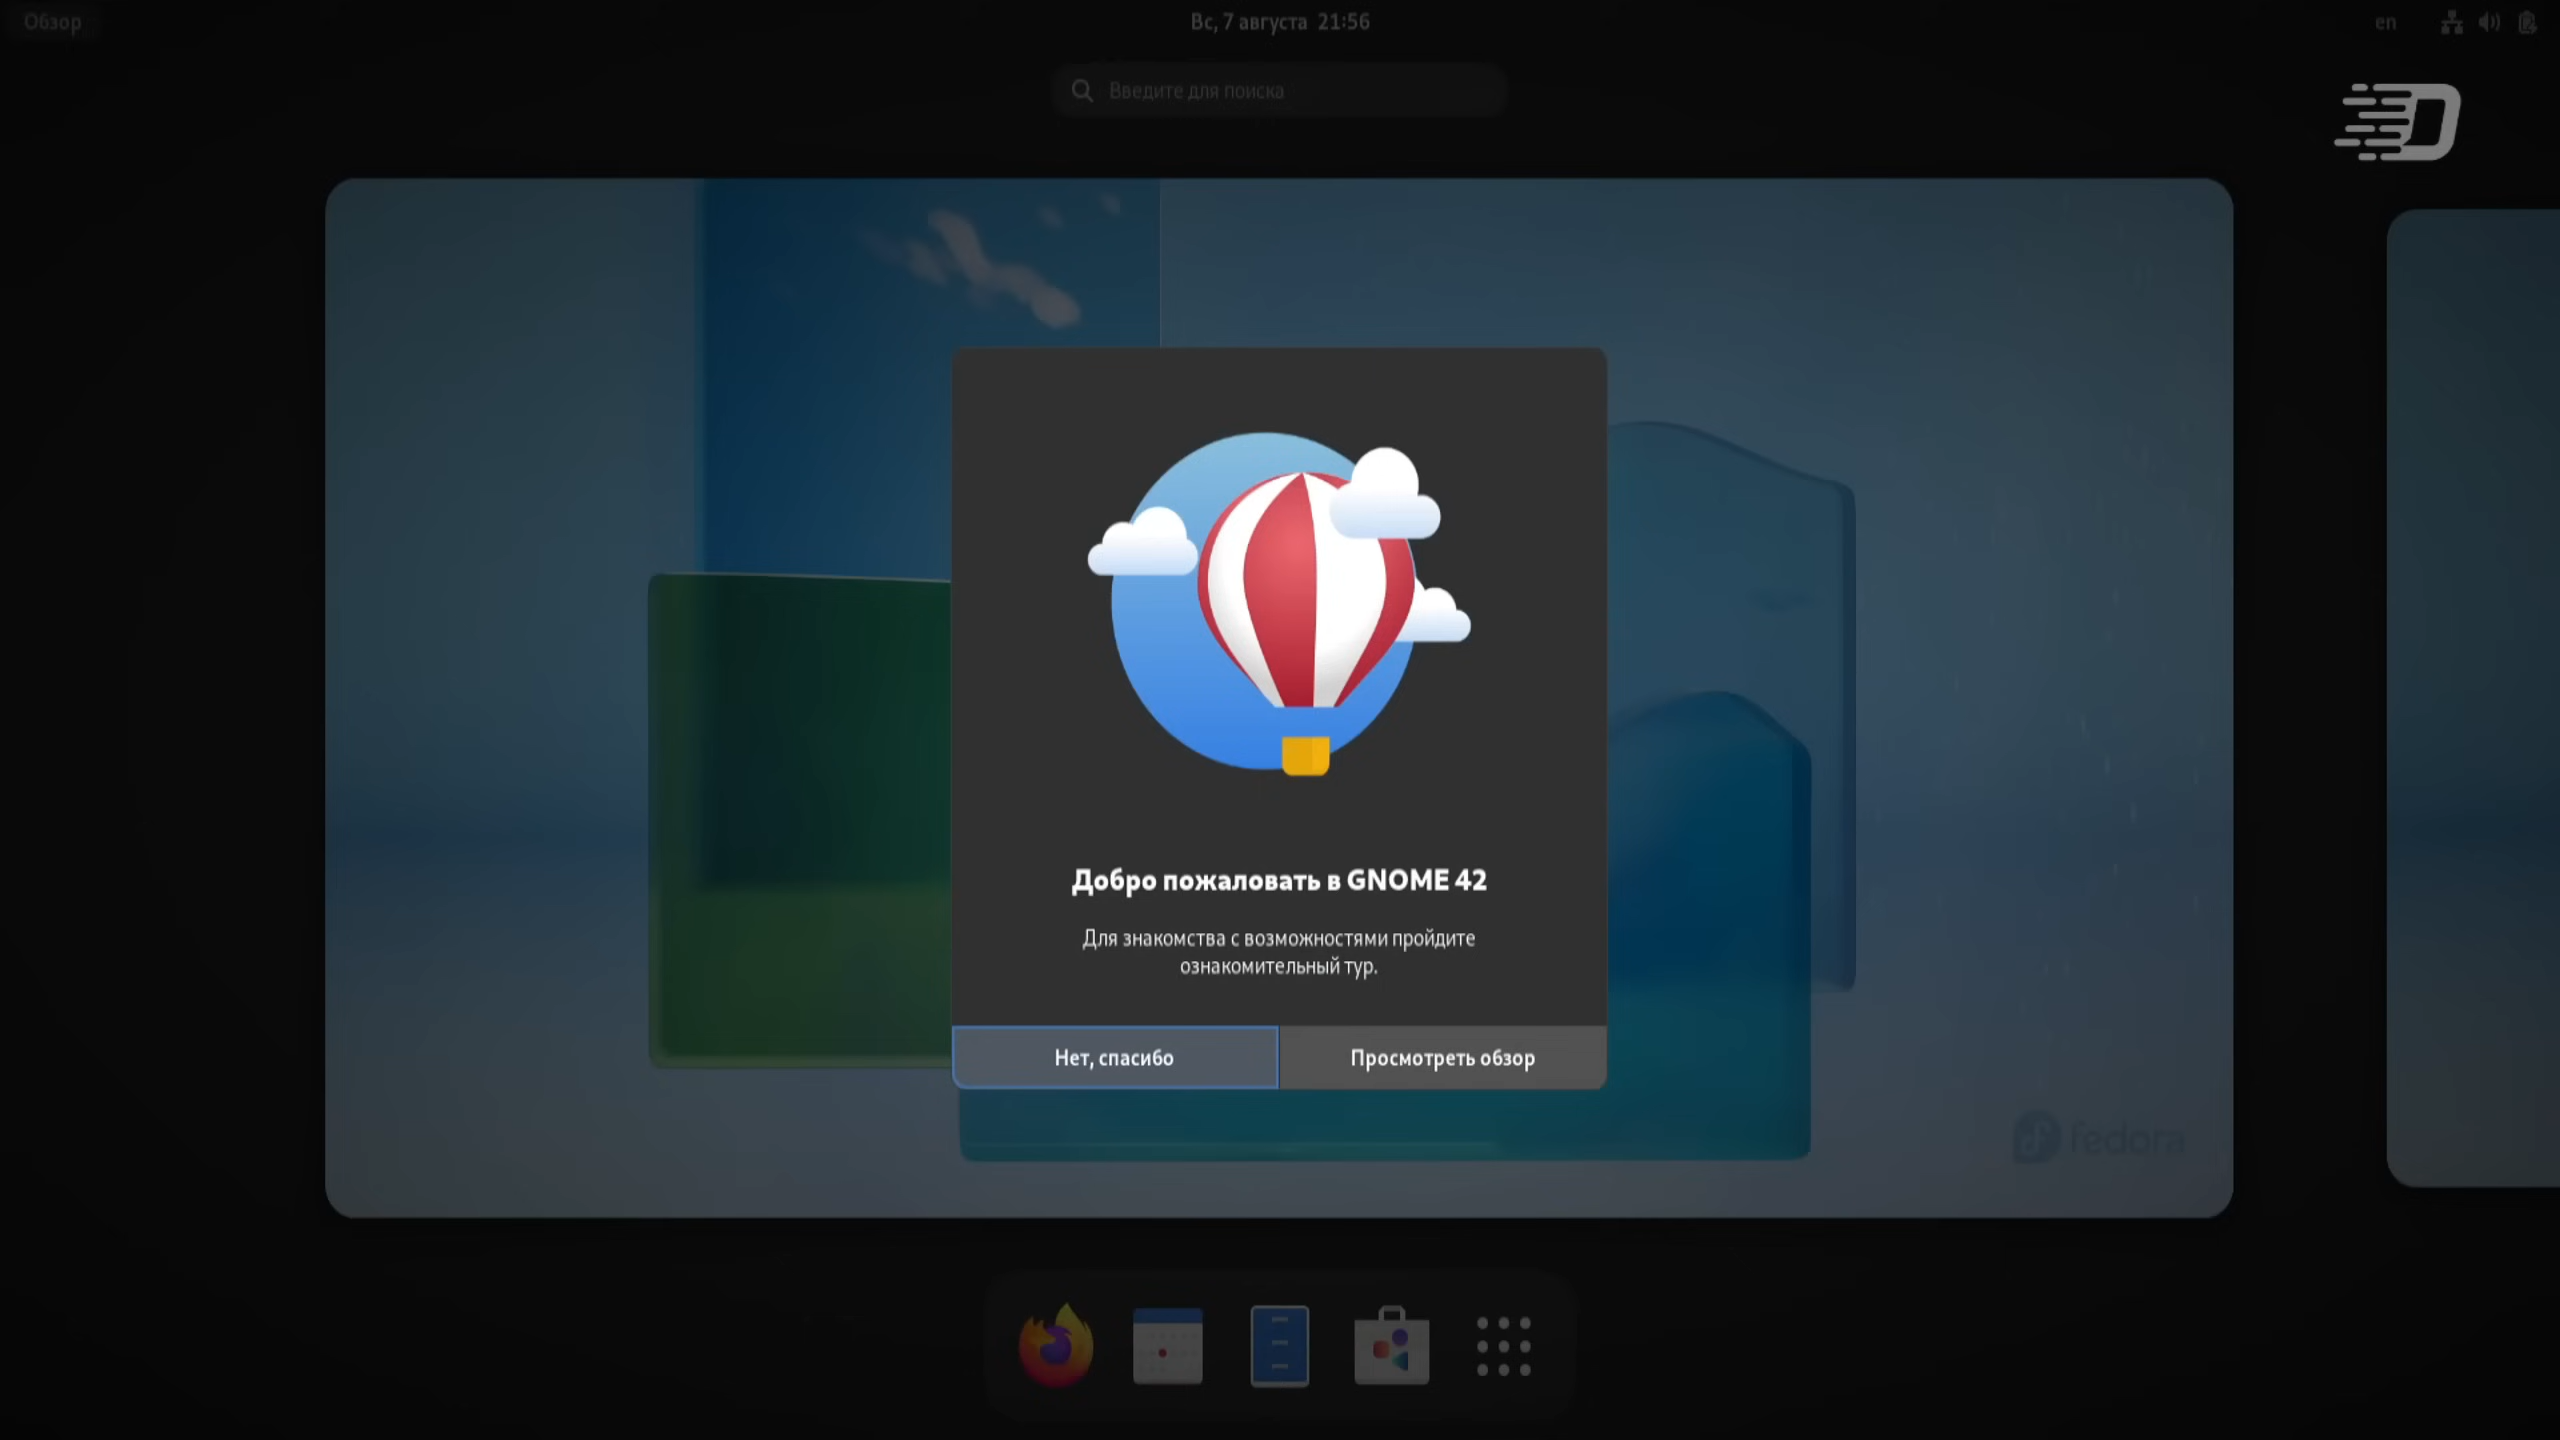 Обзор
Вс, 7 августа 21:56
en
Введите для поиска
Добро пожаловать в GNOME 42
Для знакомства с возможностями пройдите
ознакомительный тур.
Нет, спасибо
Просмотреть обзор
fedora